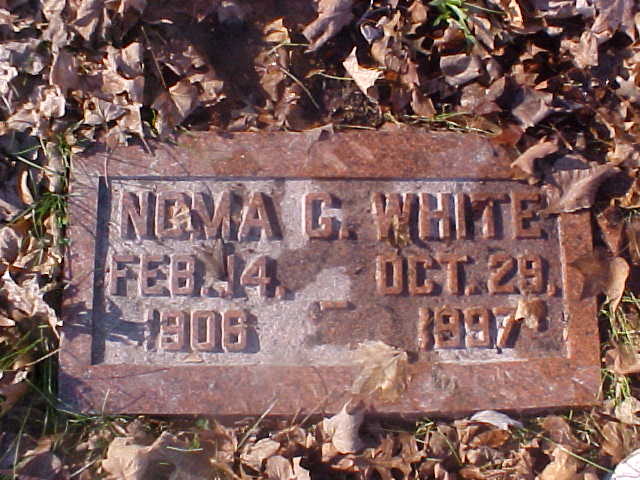 NOMA G. WHITE
FEB. 14, OCT. 29,
1906 – 1997